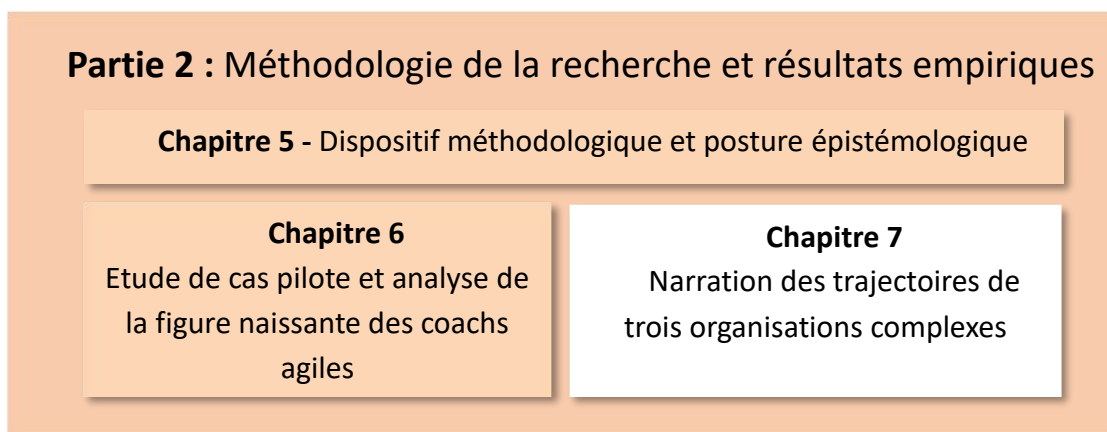 Partie 2 : Méthodologie de la recherche et résultats empiriques
Chapitre 5 - Dispositif méthodologique et posture épistémologique
Chapitre 6
Etude de cas pilote et analyse de
la figure naissante des coachs
agiles
Chapitre 7
Narration des trajectoires de
trois organisations complexes